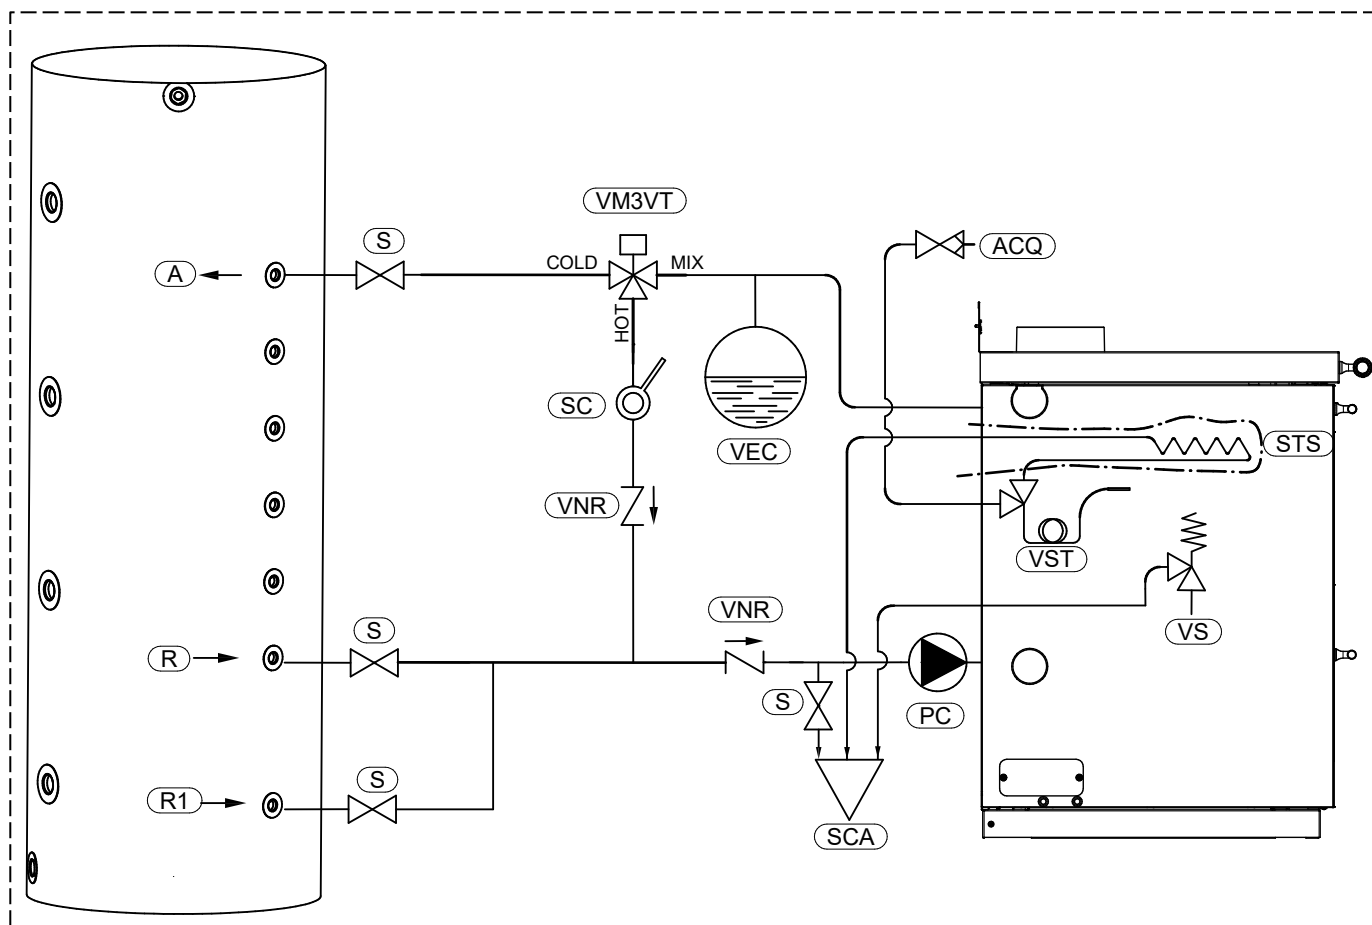 VM3VT
S
ACQ
COLD
MIX
A
HOT
SC
VEC
STS
VNR
VST
VNR
S
VS
R
S
PC
S
R1
SCA